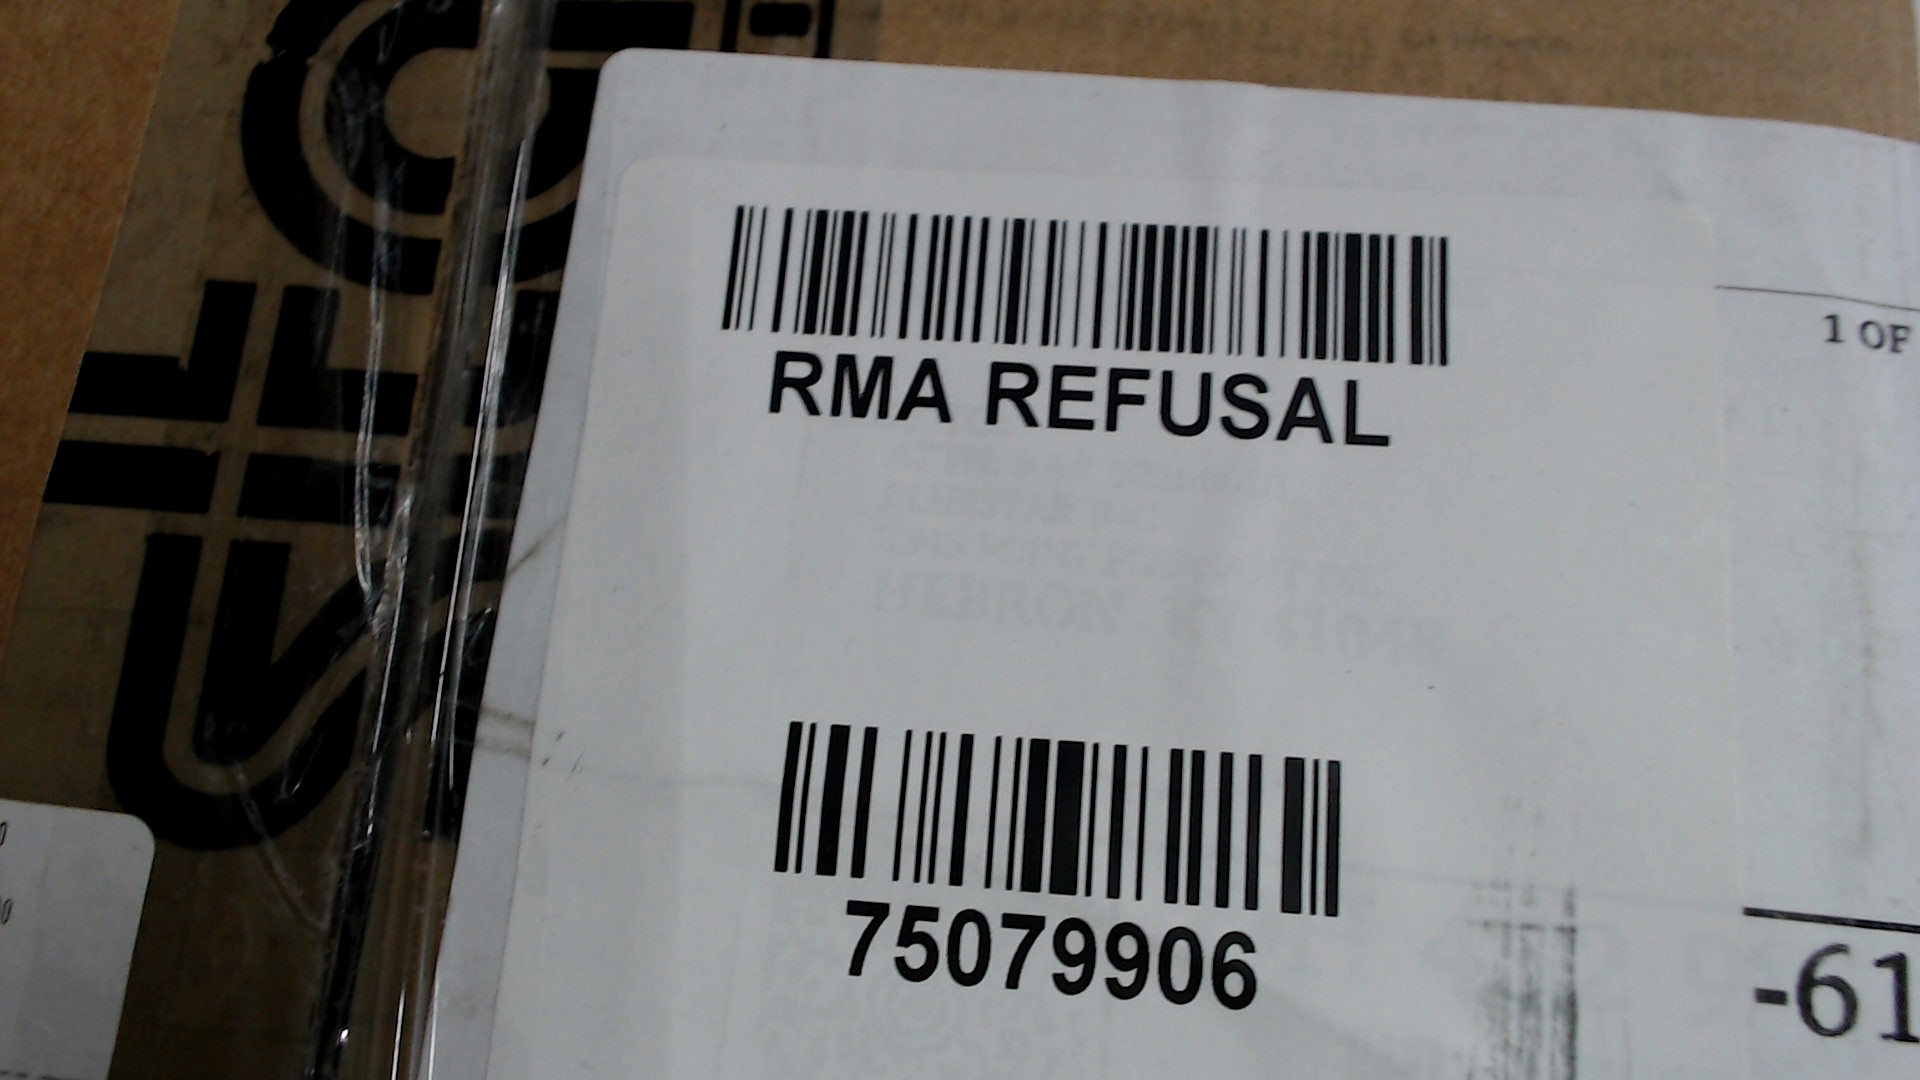 RMA REFUSAL
1 OF
75079906
-61